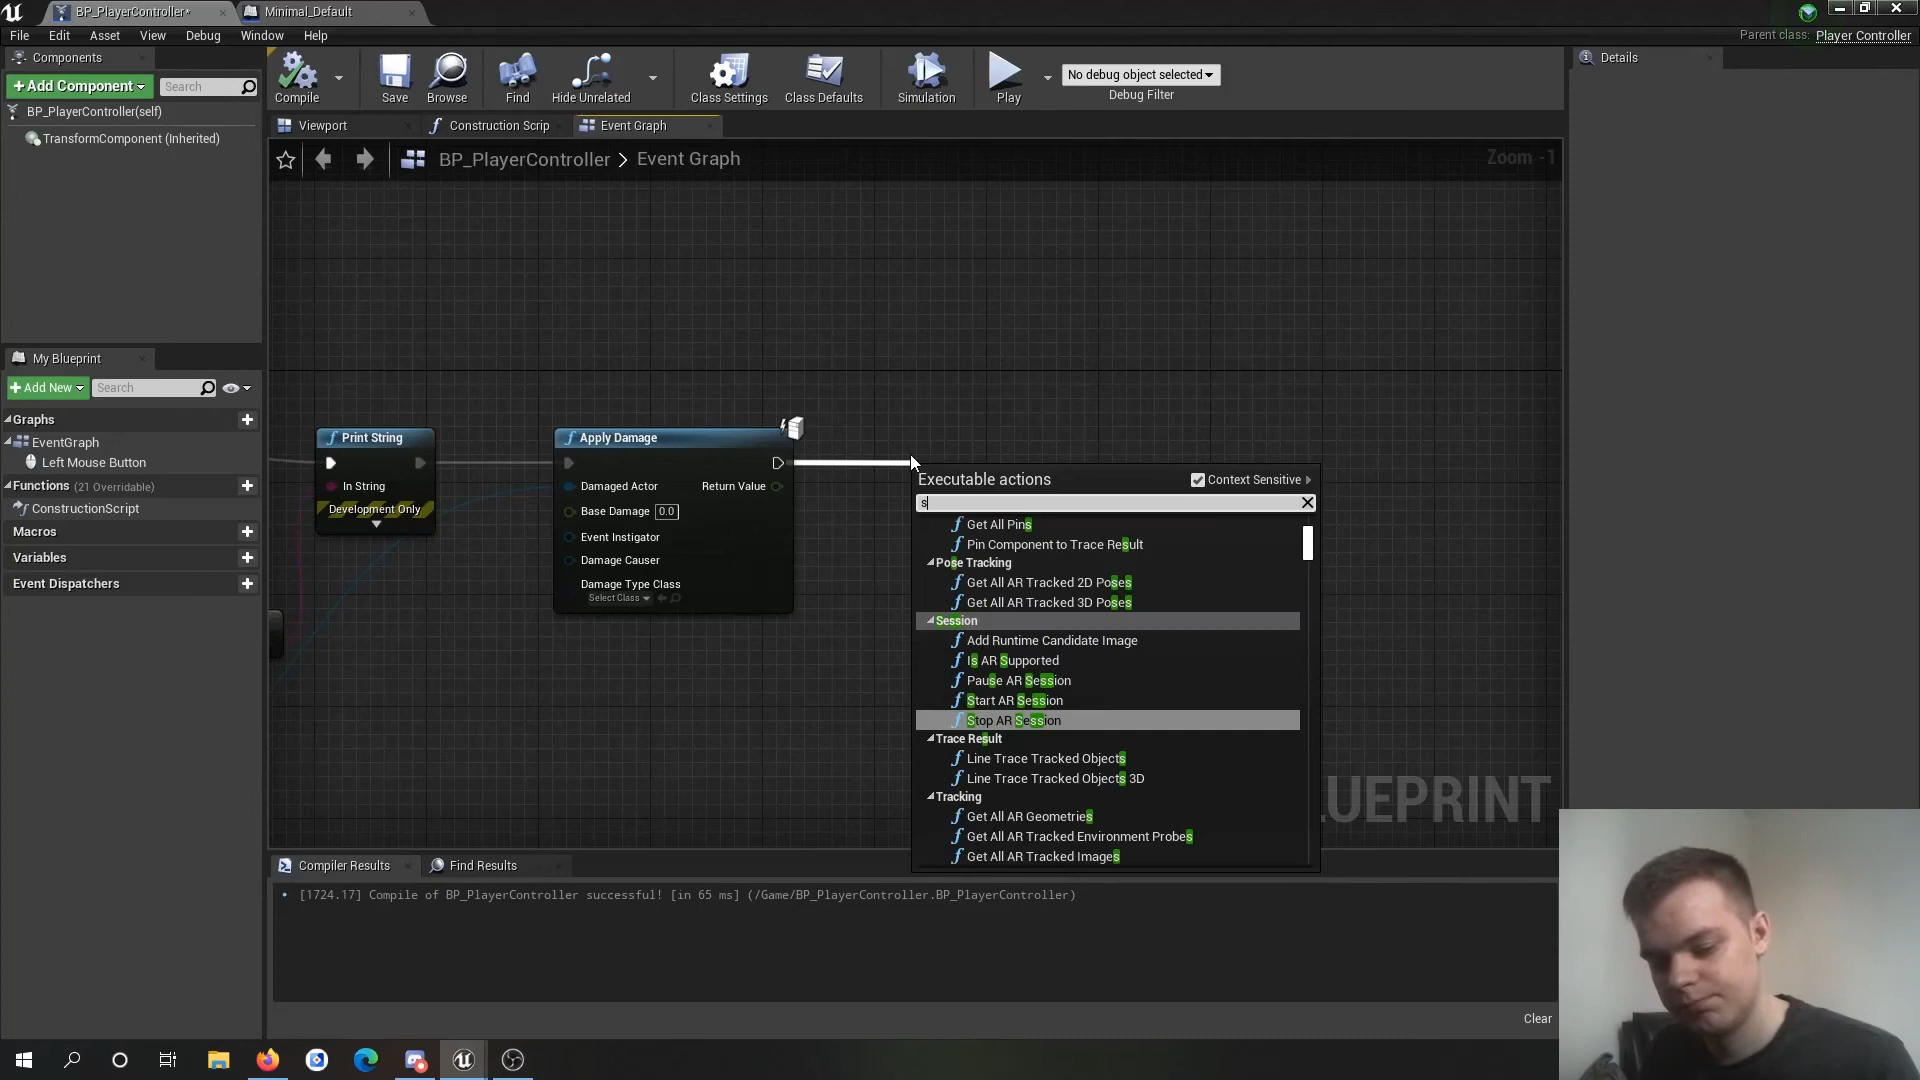 BP_PlayerController*
Minimal_Default
File Edit Asset View Debug Window Help
Parent class: Player Controller
Components
+Add Component
Search
BP_PlayerController(self)
TransformComponent (Inherited)
Compile
Save
Browse
Find
Hide Unrelated
Class Settings
Class Defaults
Simulation
Play
No debug object selected
Debug Filter
Details
Viewport
Construction Scrip
Event Graph
BP_PlayerController > Event Graph
Zoom -1
My Blueprint
+Add New
Search
Graphs
EventGraph
Left Mouse Button
Functions (21 Overridable)
ConstructionScript
Macros
Variables
Event Dispatchers
Print String
In String
Development Only
Apply Damage
Damaged Actor
Return Value
Base Damage 0.0
Event Instigator
Damage Causer
Damage Type Class
Select Class
Executable actions
Context Sensitive
s
Get All Pins
Pin Component to Trace Result
Pose Tracking
Get All AR Tracked 2D Poses
Get All AR Tracked 3D Poses
Session
Add Runtime Candidate Image
Is AR Supported
Pause AR Session
Start AR Session
Stop AR Session
Trace Result
Line Trace Tracked Objects
Line Trace Tracked Objects 3D
Tracking
Get All AR Geometries
Get All AR Tracked Environment Probes
Get All AR Tracked Images
LUEPRINT
Compiler Results
Find Results
[1724.17] Compile of BP_PlayerController successful! [in 65 ms] (/Game/BP_PlayerController.BP_PlayerController)
Clear